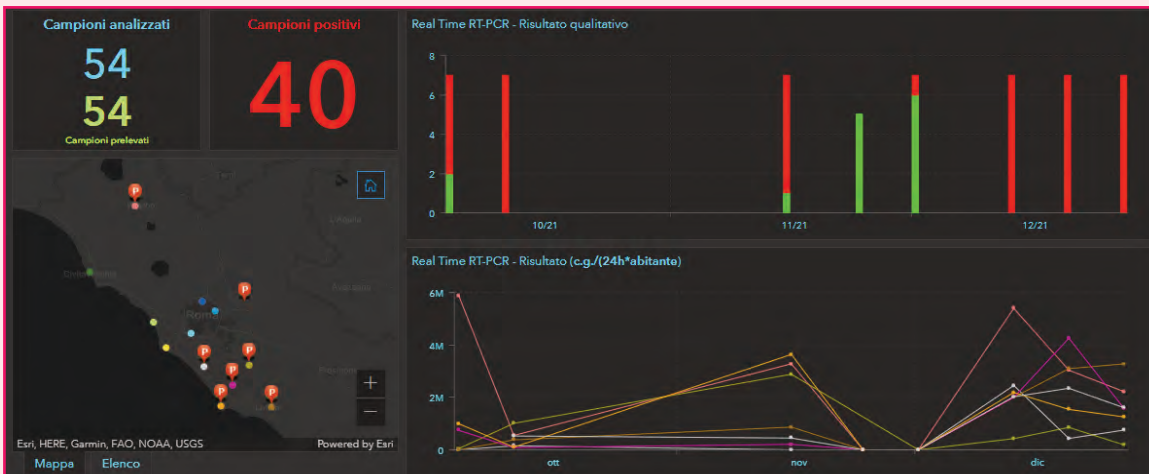 Campioni analizzati
54
54
Campioni prelevati
Campioni positivi
40
Real Time RT-PCR - Risultato qualitativo
8
6
4
2
0
10/21
11/21
12/21
P
P
P
P
P
P
P
Roma
+
−
Esri, HERE, Garmin, FAO, NOAA, USGS
Powered by Esri
Mappa
Elenco
Real Time RT-PCR - Risultato (c.g./(24h*abitante)
6M
4M
2M
0
ott
nov
dic